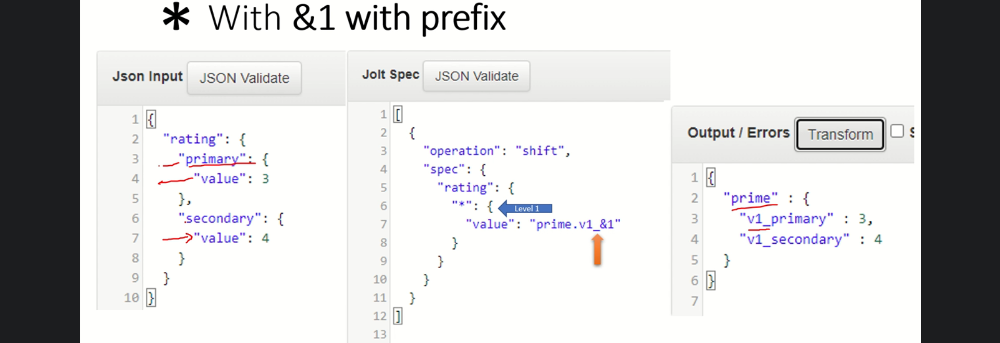 * With &1 with prefix
Json Input JSON Validate
1 {
2 "rating": {
3 "primary": {
4 "value": 3
5 },
6 "secondary": {
7 "value": 4
8 }
9 }
10 }
Jolt Spec JSON Validate
1 [
2 {
3 "operation": "shift",
4 "spec": {
5 "rating": {
6 "*": { Level 1
7 "value": "prime.v1_&1"
8 }
9 }
10 }
11 }
12 ]
13
Output / Errors Transform
1 {
2 "prime" : {
3 "v1_primary" : 3,
4 "v1_secondary" : 4
5 }
6 }
7